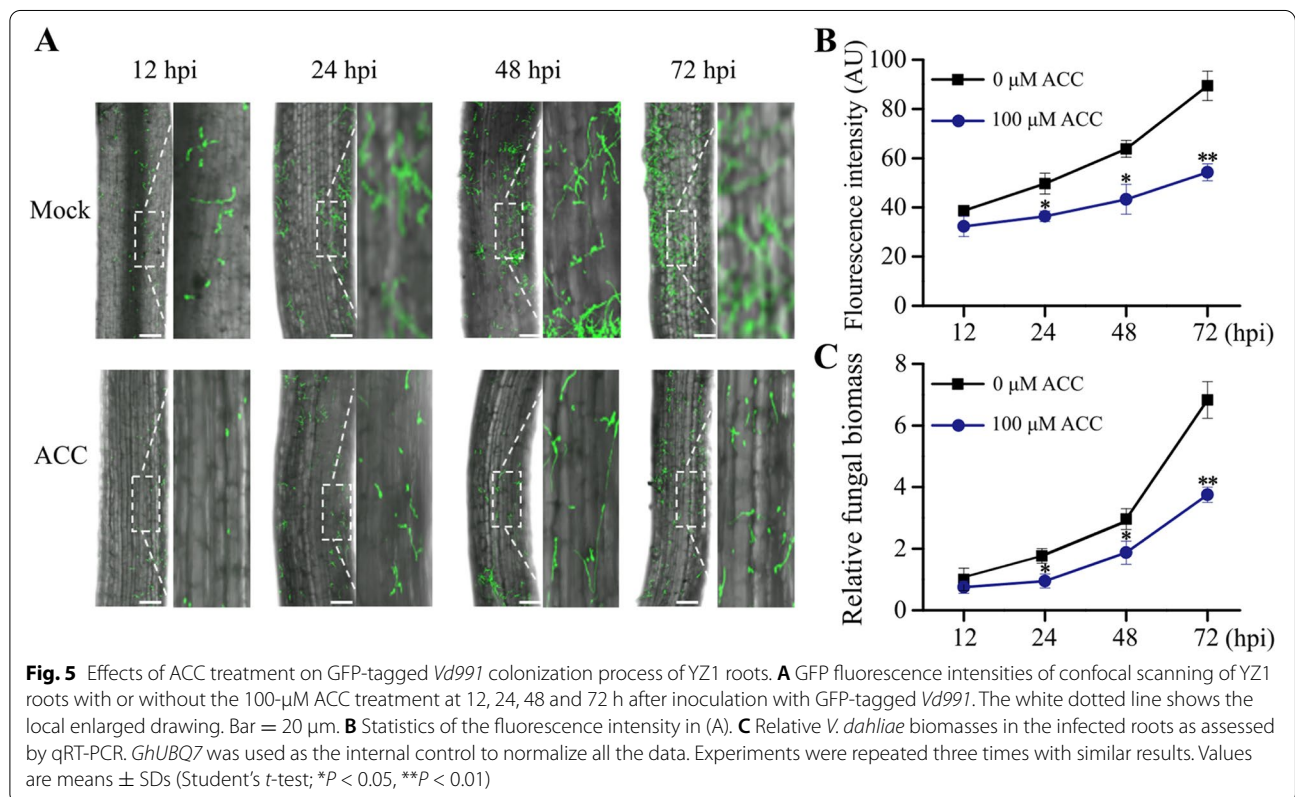 A
12 hpi 24 hpi 48 hpi 72 hpi
Mock
ACC
B
Flourescence intensity (AU)
100
80
60
40
20
0
0 μM ACC
100 μM ACC
*
*
**
12 24 48 72 (hpi)
C
Relative fungal biomass
8
6
4
2
0
0 μM ACC
100 μM ACC
*
*
**
12 24 48 72 (hpi)
Fig. 5 Effects of ACC treatment on GFP-tagged Vd991 colonization process of YZ1 roots. A GFP fluorescence intensities of confocal scanning of YZ1
roots with or without the 100-μM ACC treatment at 12, 24, 48 and 72 h after inoculation with GFP-tagged Vd991. The white dotted line shows the
local enlarged drawing. Bar = 20 μm. B Statistics of the fluorescence intensity in (A). C Relative V. dahliae biomasses in the infected roots as assessed
by qRT-PCR. GhUBQ7 was used as the internal control to normalize all the data. Experiments were repeated three times with similar results. Values
are means ± SDs (Student's t-test; *P < 0.05, **P < 0.01)